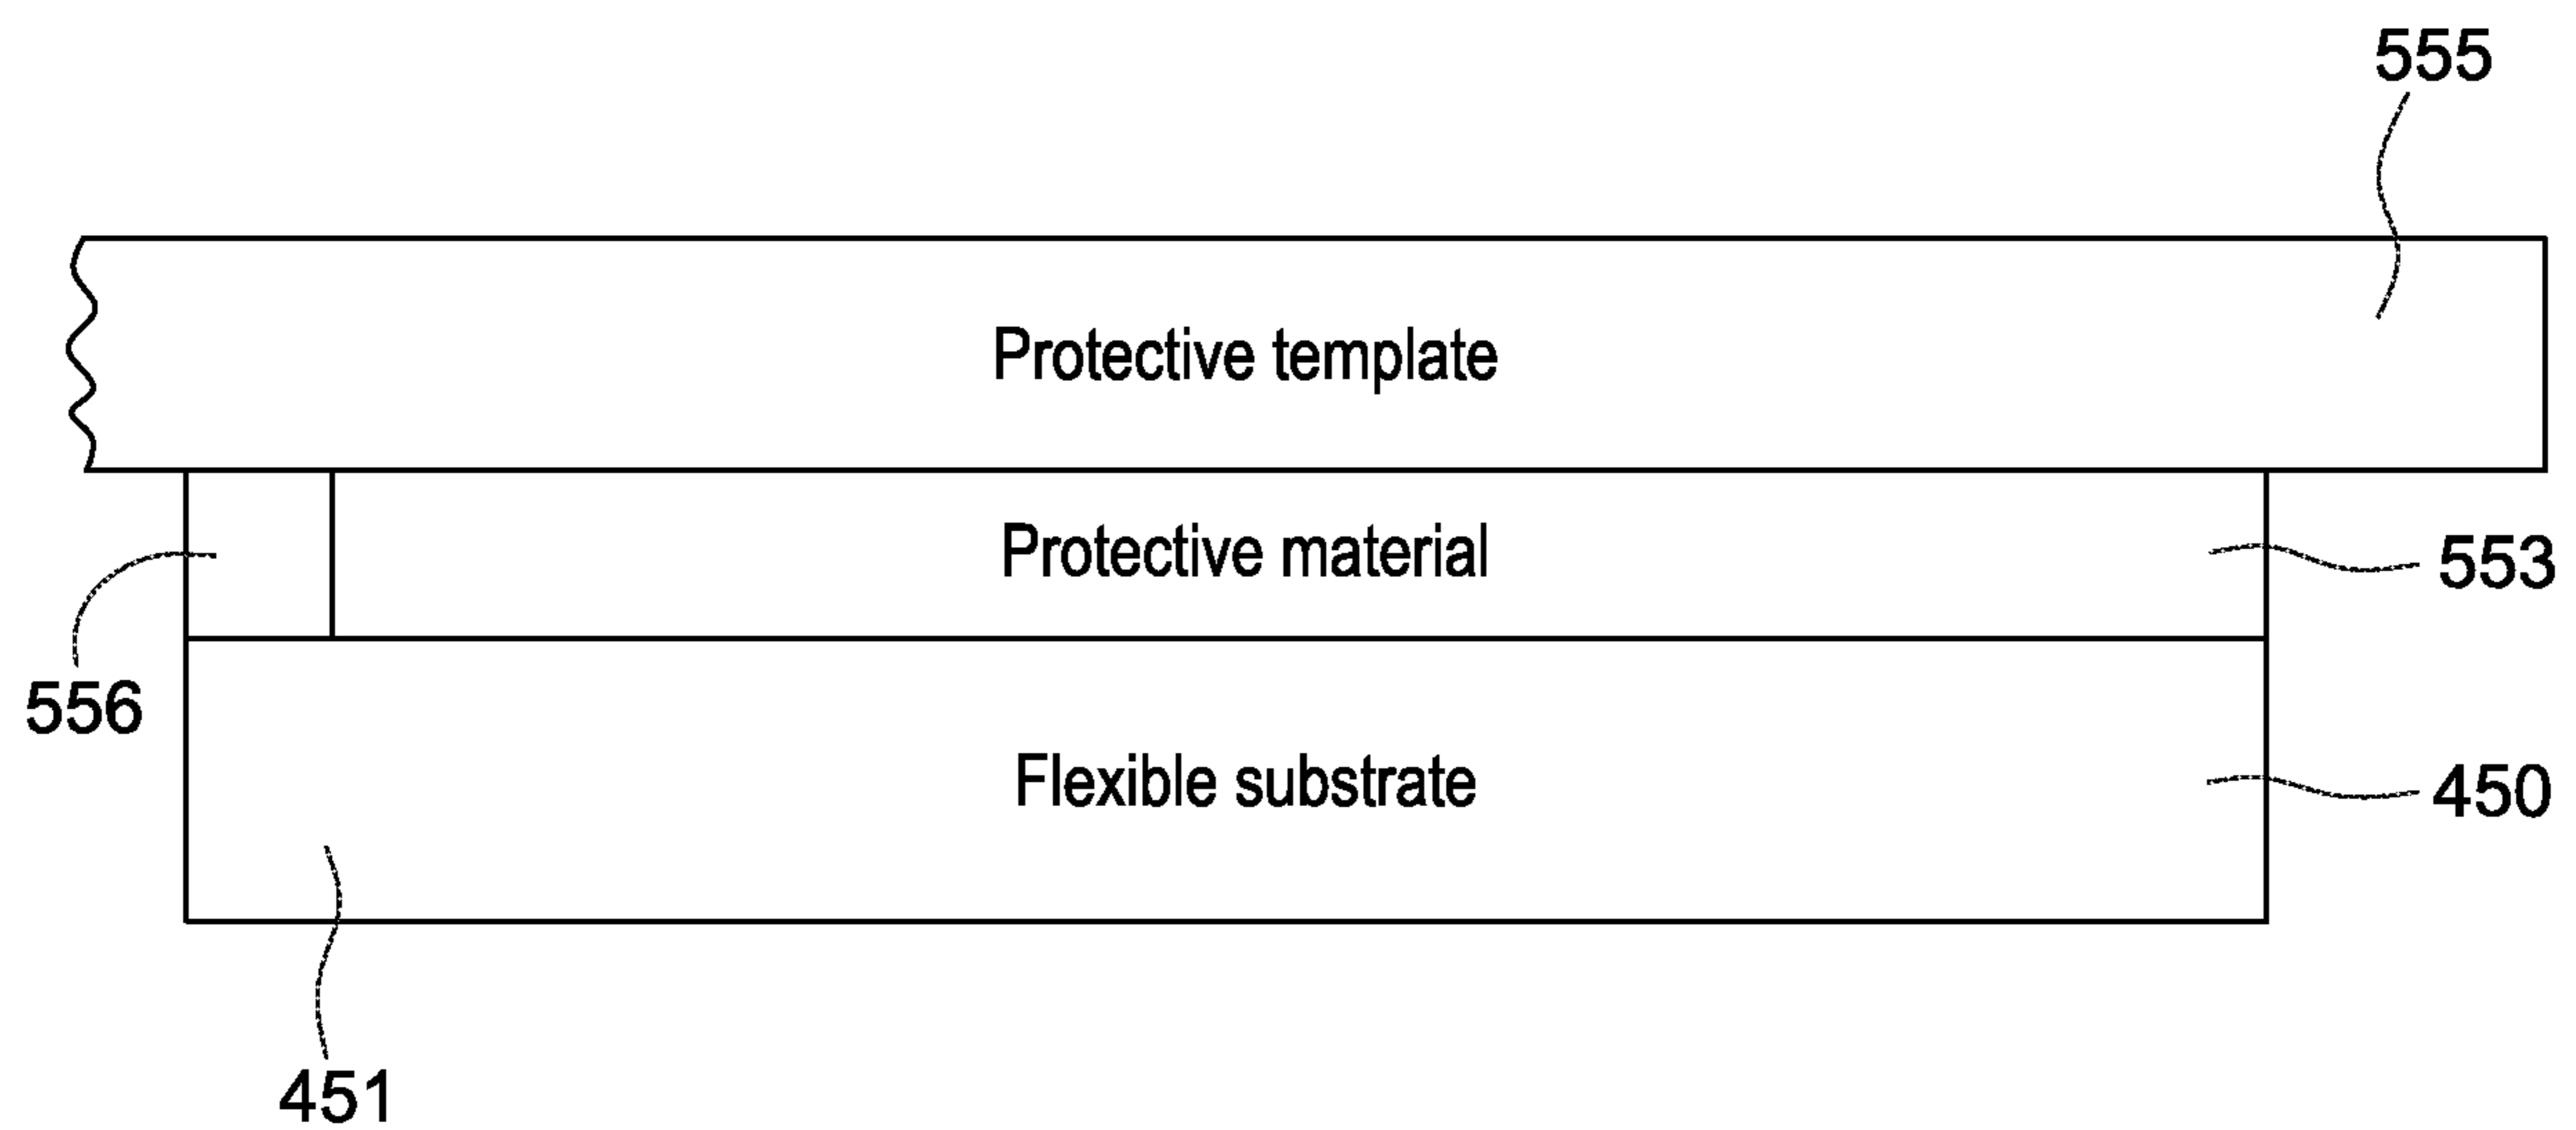 555
Protective template
Protective material
553
556
Flexible substrate
450
451